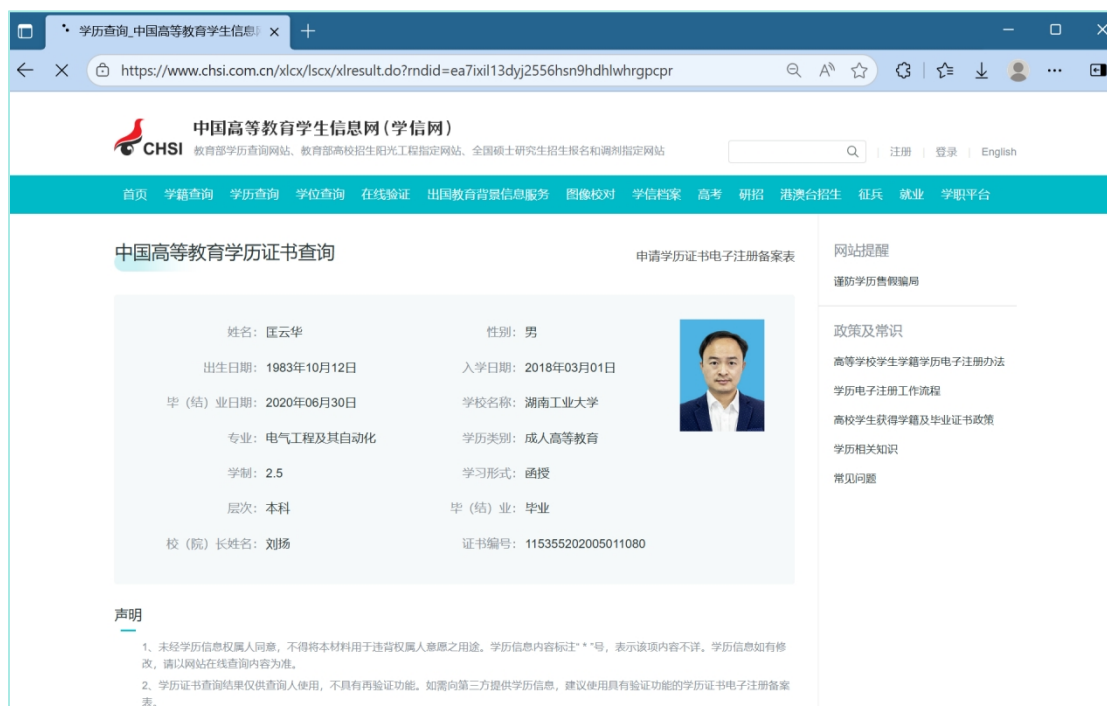 学历查询_中国高等教育学生信息
https://www.chsi.com.cn/xlcx/lscx/xlresult.do?rndid=ea7ixil13dyj2556hsn9hdhlwhrgpcpr
中国高等教育学生信息网(学信网)
CHSI 教育部学历查询网站、教育部高校招生阳光工程指定网站、全国硕士研究生招生报名和调剂指定网站
注册 登录 English
首页 学籍查询 学历查询 学位查询 在线验证 出国教育背景信息服务 图像校对 学信档案 高考 研招 港澳台招生 征兵 就业 学职平台
中国高等教育学历证书查询
申请学历证书电子注册备案表
姓名:匡云华 性别:男
出生日期:1983年10月12日 入学日期:2018年03月01日
毕(结)业日期:2020年06月30日 学校名称:湖南工业大学
专业:电气工程及其自动化 学历类别:成人高等教育
学制:2.5 学习形式:函授
层次:本科 毕(结)业:毕业
校(院)长姓名:刘扬 证书编号:115355202005011080
网站提醒
谨防学历售假骗局
政策及常识
高等学校学生学籍学历电子注册办法
学历电子注册工作流程
高校学生获得学籍及毕业证书政策
学历相关知识
常见问题
声明
1、未经学历信息权属人同意,不得将本材料用于违背权属人意愿之用途。学历信息内容标注“*”号,表示该项内容不详。学历信息如有修
改,请以网站在线查询内容为准。
2、学历证书查询结果仅供查询人使用,不具有再验证功能。如需向第三方提供学历信息,建议使用具有验证功能的学历证书电子注册备案
表。